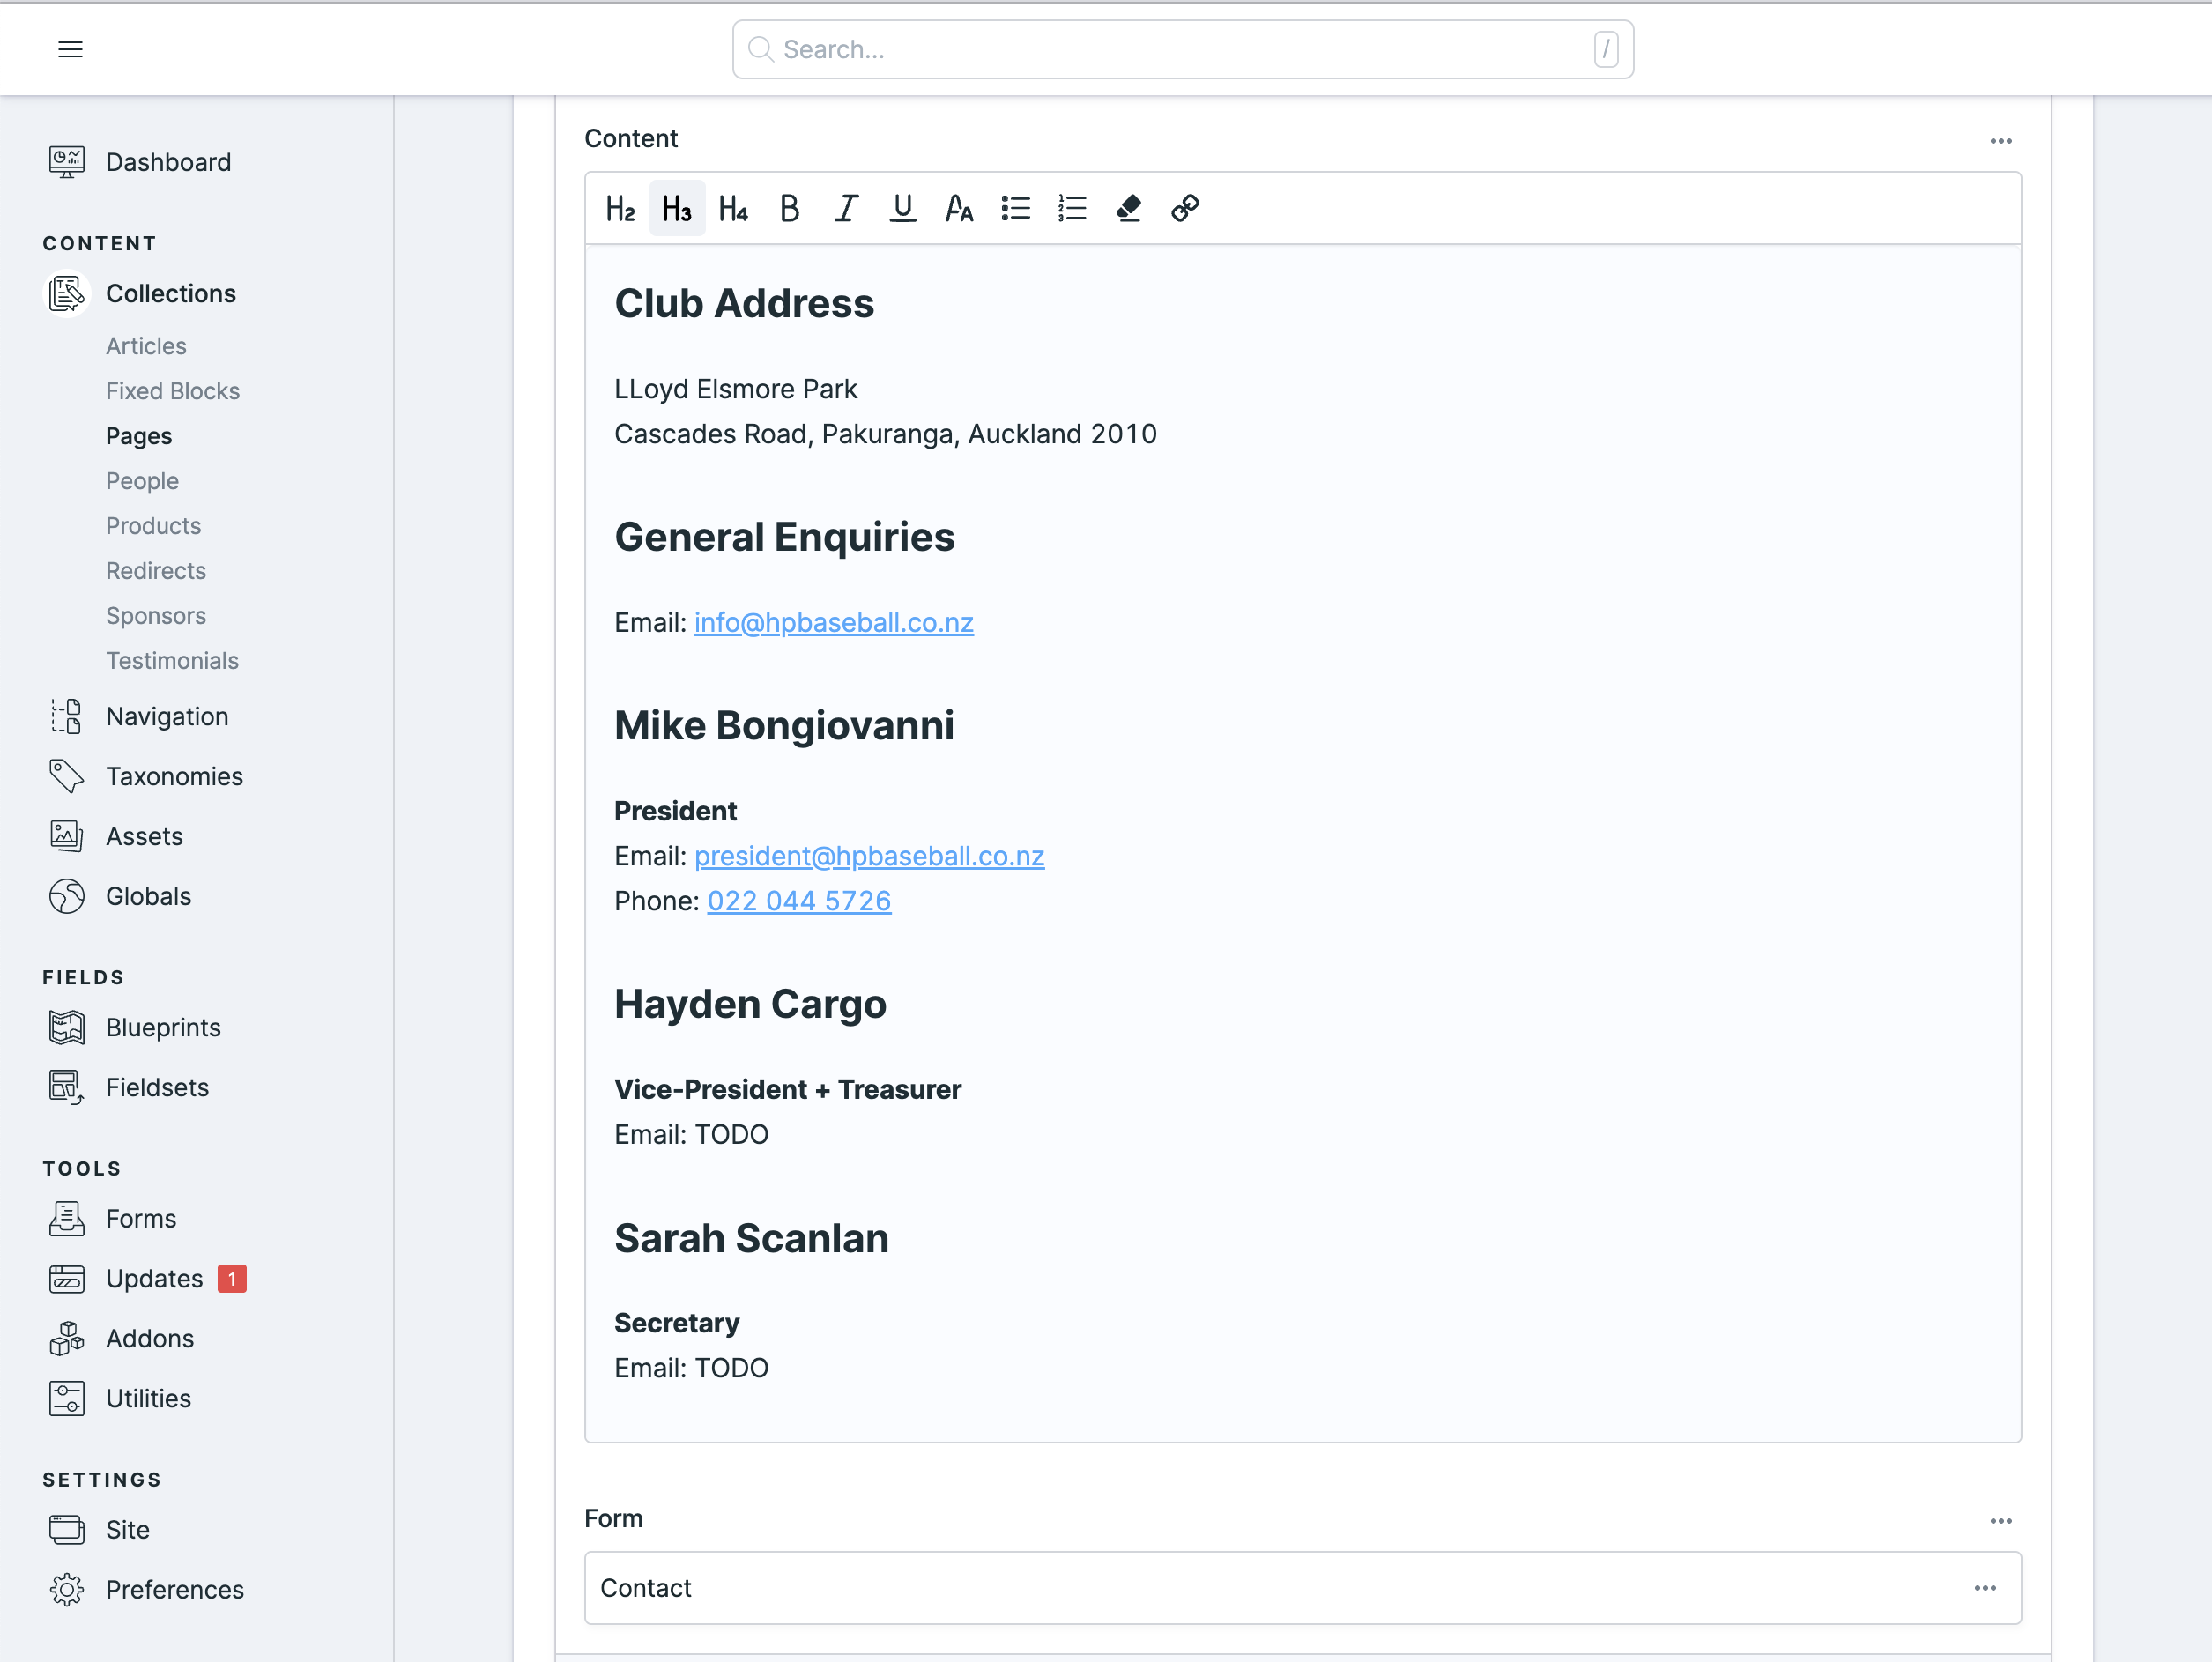 Search...
/
Dashboard
CONTENT
Collections
Articles
Fixed Blocks
Pages
People
Products
Redirects
Sponsors
Testimonials
Navigation
Taxonomies
Assets
Globals
FIELDS
Blueprints
Fieldsets
TOOLS
Forms
Updates 1
Addons
Utilities
SETTINGS
Site
Preferences
Content
H2 H3 H4 B I U AA
Club Address
LLoyd Elsmore Park
Cascades Road, Pakuranga, Auckland 2010
General Enquiries
Email: info@hpbaseball.co.nz
Mike Bongiovanni
President
Email: president@hpbaseball.co.nz
Phone: 022 044 5726
Hayden Cargo
Vice-President + Treasurer
Email: TODO
Sarah Scanlan
Secretary
Email: TODO
Form
Contact